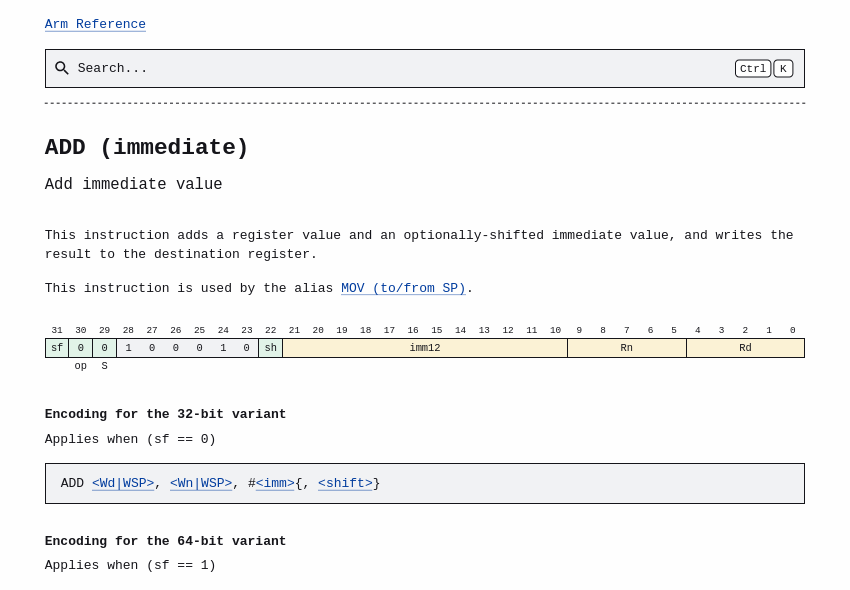 Arm Reference
Search... Ctrl K
ADD (immediate)
Add immediate value
This instruction adds a register value and an optionally-shifted immediate value, and writes the
result to the destination register.
This instruction is used by the alias MOV (to/from SP).
31 30 29 28 27 26 25 24 23 22 21 20 19 18 17 16 15 14 13 12 11 10 9 8 7 6 5 4 3 2 1 0
sf 0 0 1 0 0 0 1 0 sh imm12 Rn Rd
op S
Encoding for the 32-bit variant
Applies when (sf == 0)
ADD <Wd|WSP>, <Wn|WSP>, #<imm>{, <shift>}
Encoding for the 64-bit variant
Applies when (sf == 1)